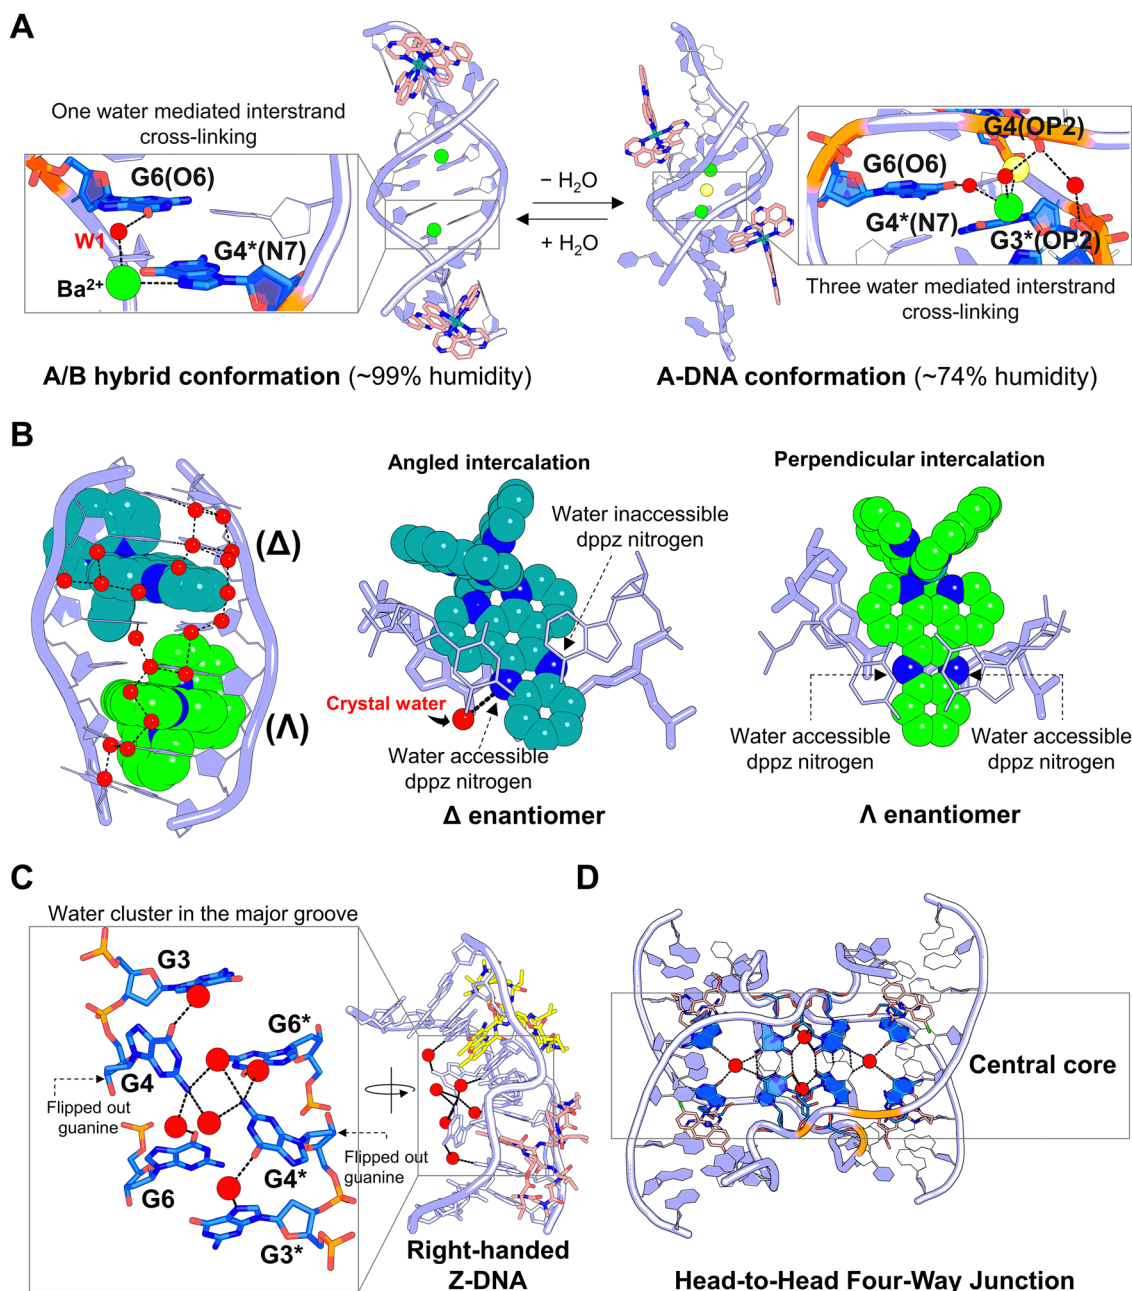 A
One water mediated interstrand
cross-linking
G6(O6)
W1
G4*(N7)
Ba²⁺
− H₂O
+ H₂O
G4(OP2)
G6(O6)
G4*(N7)
G3*(OP2)
Three water mediated interstrand
cross-linking
A/B hybrid conformation (~99% humidity)
A-DNA conformation (~74% humidity)
B
(Δ)
(Λ)
Angled intercalation
Water inaccessible
dppz nitrogen
Crystal water
Water accessible
dppz nitrogen
Δ enantiomer
Perpendicular intercalation
Water accessible
dppz nitrogen
Water accessible
dppz nitrogen
Λ enantiomer
C
Water cluster in the major groove
G3
G6*
G4
Flipped out
guanine
Flipped out
guanine
G6
G4*
G3*
Right-handed
Z-DNA
D
Central core
Head-to-Head Four-Way Junction